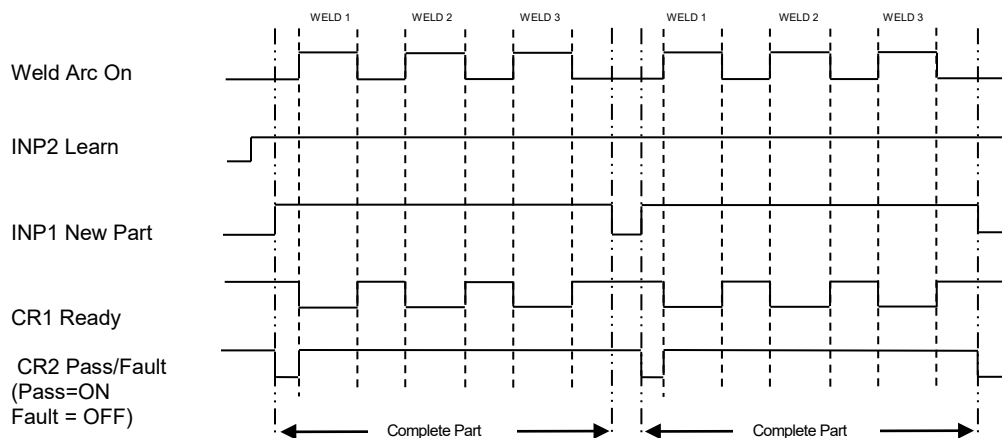 WELD 1 WELD 2 WELD 3 WELD 1 WELD 2 WELD 3
Weld Arc On
INP2 Learn
INP1 New Part
CR1 Ready
CR2 Pass/Fault
(Pass=ON
Fault = OFF)
Complete Part Complete Part